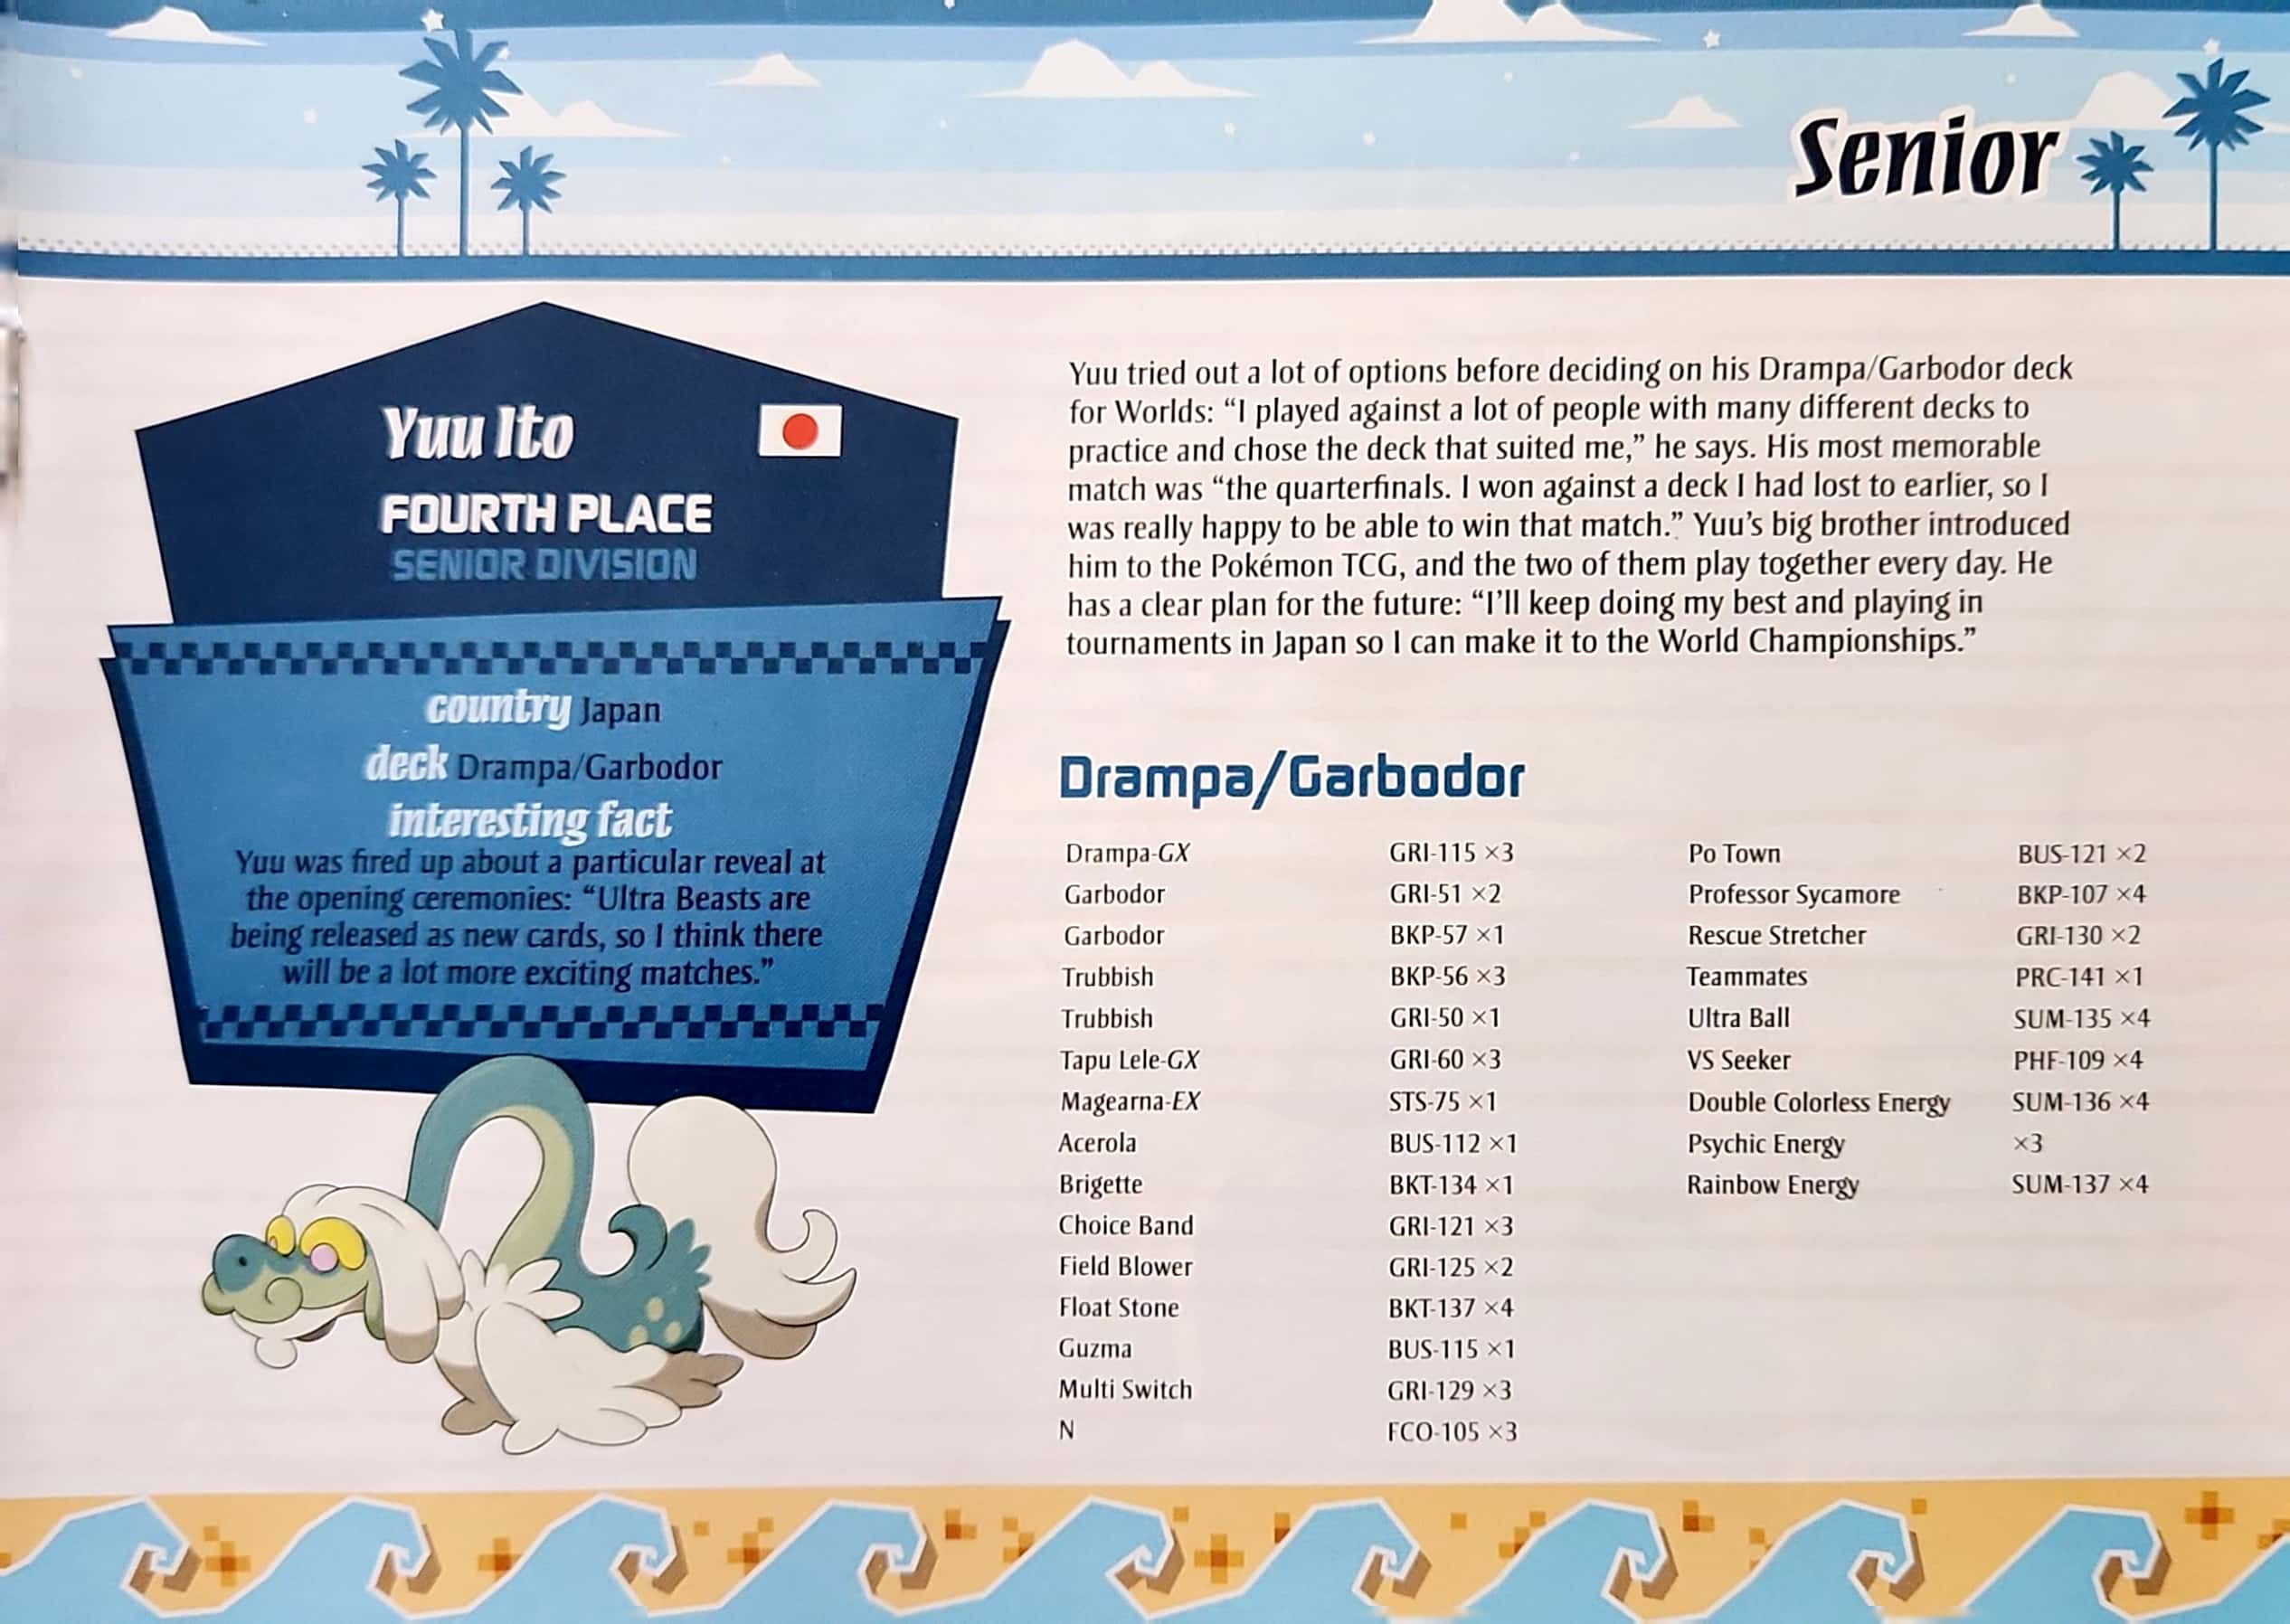 Senior
Yuu Ito
FOURTH PLACE
SENIOR DIVISION
country Japan
deck Drampa/Garbodor
interesting fact
Yuu was fired up about a particular reveal at
the opening ceremonies: “Ultra Beasts are
being released as new cards, so I think there
will be a lot more exciting matches.”
Yuu tried out a lot of options before deciding on his Drampa/Garbodor deck
for Worlds: “I played against a lot of people with many different decks to
practice and chose the deck that suited me,” he says. His most memorable
match was “the quarterfinals. I won against a deck I had lost to earlier, so I
was really happy to be able to win that match.” Yuu’s big brother introduced
him to the Pokémon TCG, and the two of them play together every day. He
has a clear plan for the future: “I’ll keep doing my best and playing in
tournaments in Japan so I can make it to the World Championships.”
Drampa/Garbodor
Drampa-GX GRI-115 ×3
Garbodor GRI-51 ×2
Garbodor BKP-57 ×1
Trubbish BKP-56 ×3
Trubbish GRI-50 ×1
Tapu Lele-GX GRI-60 ×3
Magearna-EX STS-75 ×1
Acerola BUS-112 ×1
Brigette BKT-134 ×1
Choice Band GRI-121 ×3
Field Blower GRI-125 ×2
Float Stone BKT-137 ×4
Guzma BUS-115 ×1
Multi Switch GRI-129 ×3
N FCO-105 ×3
Po Town BUS-121 ×2
Professor Sycamore BKP-107 ×4
Rescue Stretcher GRI-130 ×2
Teammates PRC-141 ×1
Ultra Ball SUM-135 ×4
VS Seeker PHF-109 ×4
Double Colorless Energy SUM-136 ×4
Psychic Energy ×3
Rainbow Energy SUM-137 ×4